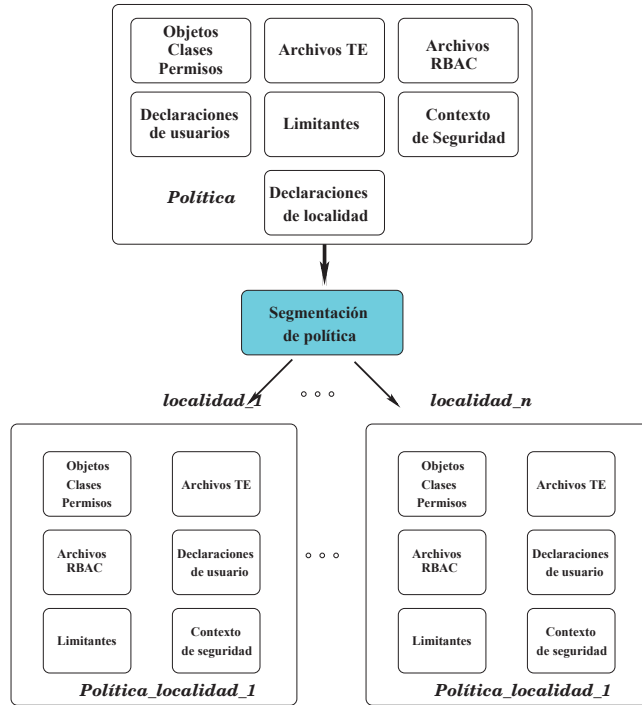 Objetos
Clases
Permisos
Archivos TE
Archivos
RBAC
Declaraciones
de usuarios
Limitantes
Contexto
de Seguridad
Política
Declaraciones
de localidad
Segmentación
de política
localidad_1
localidad_n
Objetos
Clases
Permisos
Archivos TE
Archivos
RBAC
Declaraciones
de usuario
Limitantes
Contexto
de seguridad
Política_localidad_1
Objetos
Clases
Permisos
Archivos TE
Archivos
RBAC
Declaraciones
de usuario
Limitantes
Contexto
de seguridad
Política_localidad_1